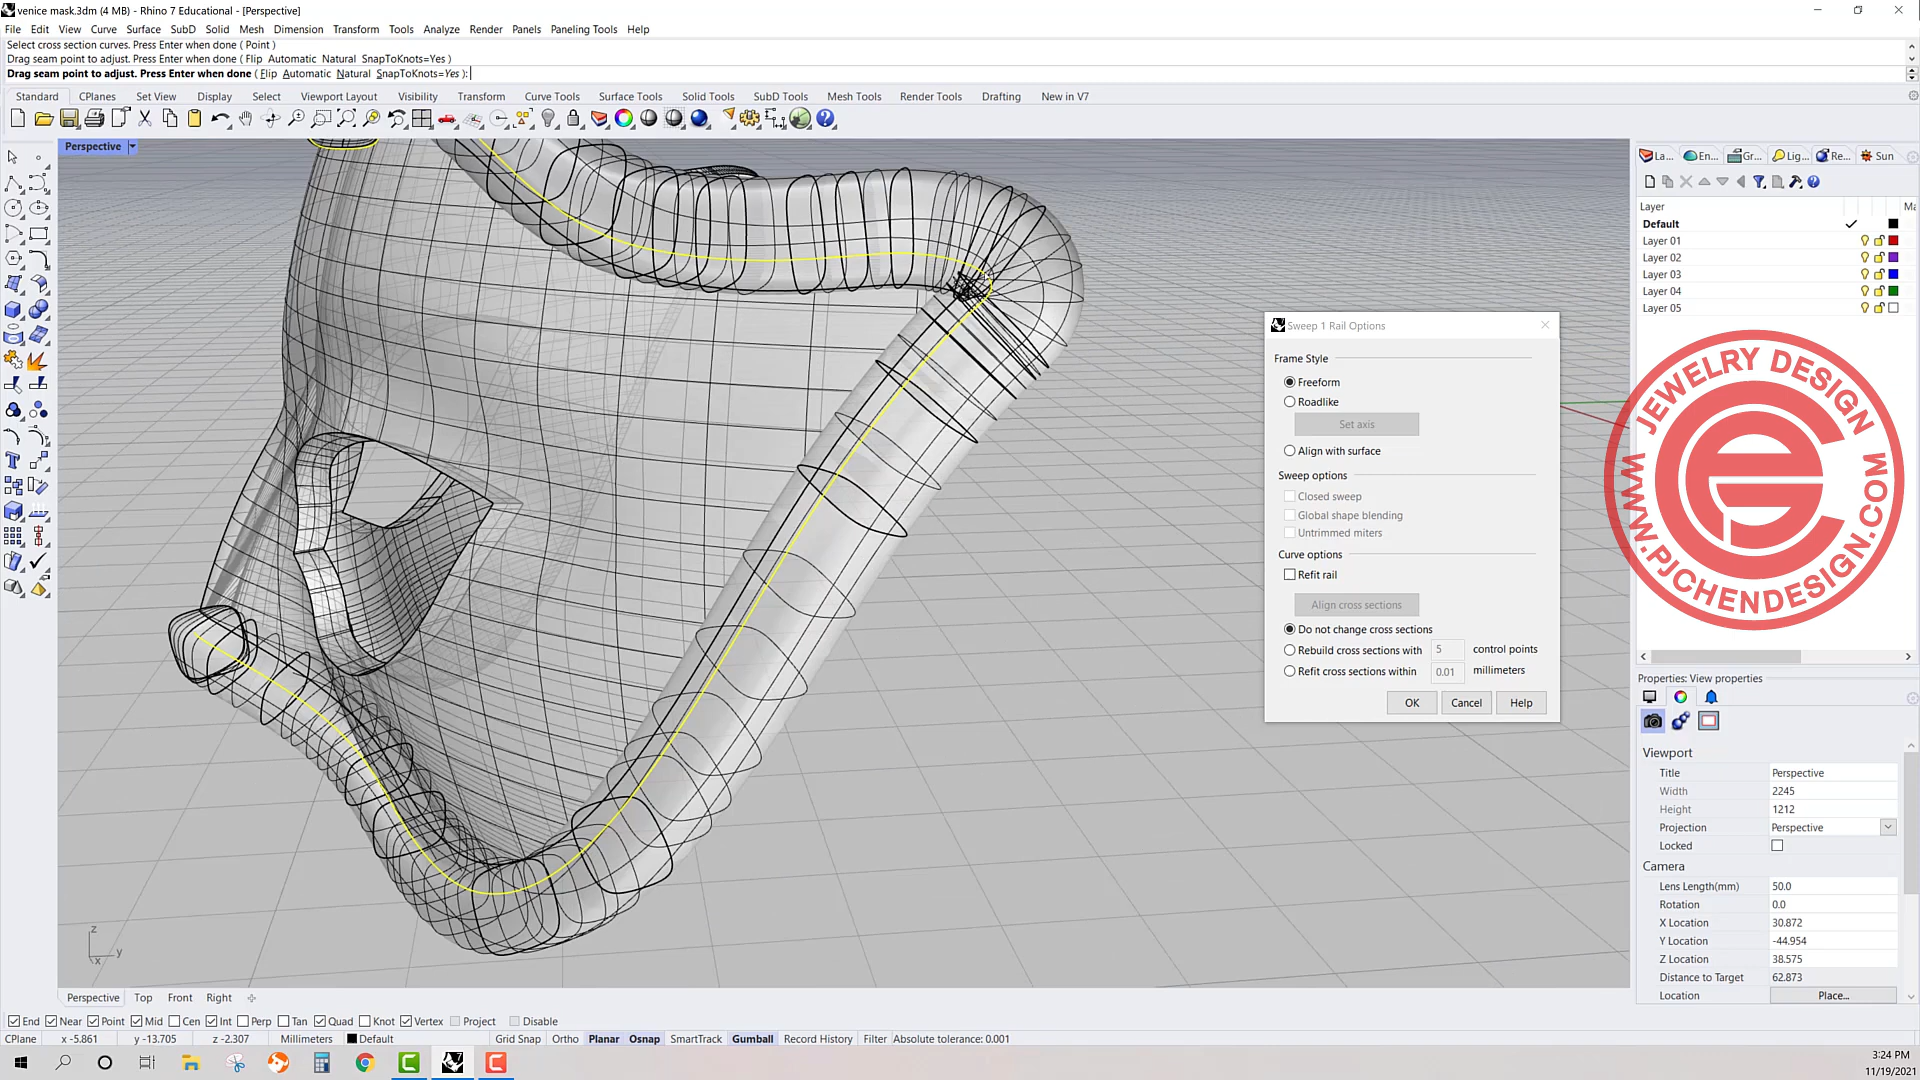 venice mask.3dm (4 MB) - Rhino 7 Educational - [Perspective]
File Edit View Curve Surface SubD Solid Mesh Dimension Transform Tools Analyze Render Panels Paneling Tools Help
Select cross section curves. Press Enter when done ( Point )
Drag seam point to adjust. Press Enter when done ( Flip Automatic Natural SnapToKnots=Yes )
Drag seam point to adjust. Press Enter when done ( Flip Automatic Natural SnapToKnots=Yes ):
Standard CPlanes Set View Display Select Viewport Layout Visibility Transform Curve Tools Surface Tools Solid Tools SubD Tools Mesh Tools Render Tools Drafting New in V7
Perspective
La... En... Gr... Lig... Re... Sun
Layer Ma
Default
Layer 01
Layer 02
Layer 03
Layer 04
Layer 05
Sweep 1 Rail Options
Frame Style
Freeform
Roadlike
Set axis
Align with surface
Sweep options
Closed sweep
Global shape blending
Untrimmed miters
Curve options
Refit rail
Align cross sections
Do not change cross sections
Rebuild cross sections with 5 control points
Refit cross sections within 0.01 millimeters
OK Cancel Help
JEWELRY DESIGN
WWW.PJCHENDESIGN.COM
Properties: View properties
Viewport
Title Perspective
Width 2245
Height 1212
Projection Perspective
Locked
Camera
Lens Length(mm) 50.0
Rotation 0.0
X Location 30.872
Y Location -44.954
Z Location 38.575
Distance to Target 62.873
Location Place...
z
y
x
Perspective Top Front Right
End Near Point Mid Cen Int Perp Tan Quad Knot Vertex Project Disable
CPlane x -5.861 y -13.705 z -2.307 Millimeters Default Grid Snap Ortho Planar Osnap SmartTrack Gumball Record History Filter Absolute tolerance: 0.001
3:24 PM
11/19/2021